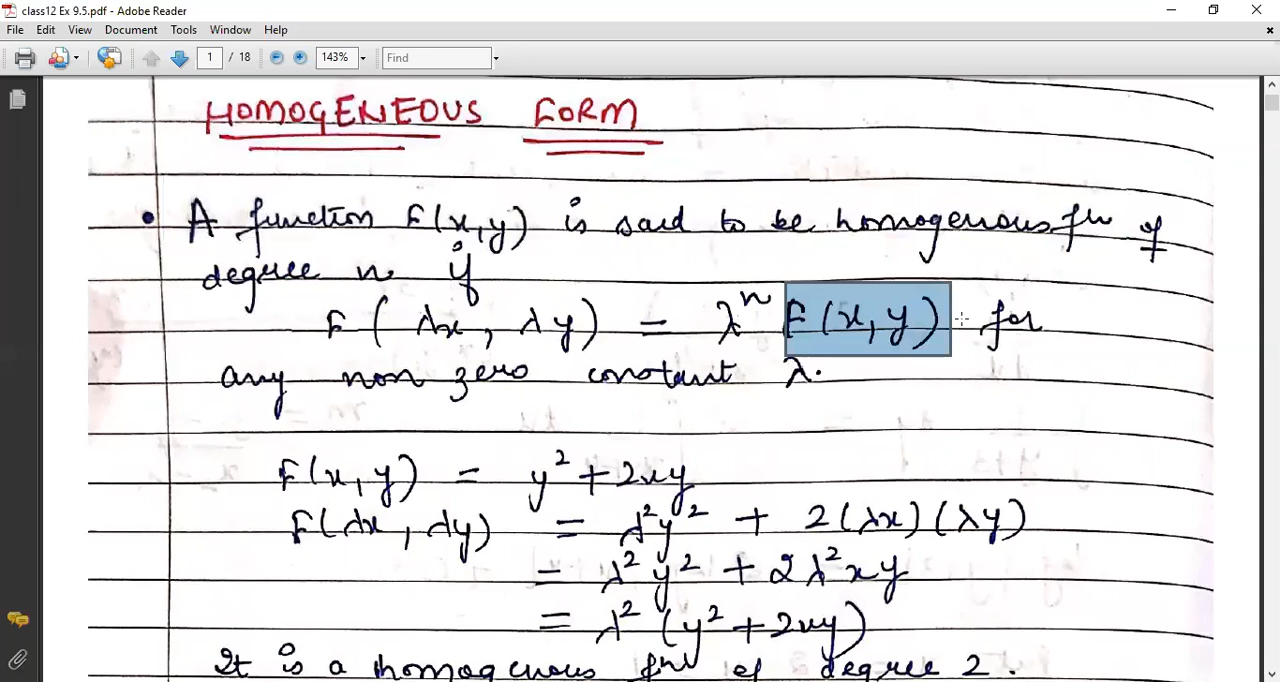 class12 Ex 9.5.pdf - Adobe Reader
File Edit View Document Tools Window Help
1 / 18 143% Find
HOMOGENEOUS FORM
• A function F(x,y) is said to be homogenous fn of
degree n if
F( λx , λy) = λⁿ F(x,y) for
any non zero constant λ.
F(x,y) = y² + 2xy
F(λx , λy) = λ²y² + 2(λx)(λy)
= λ²y² + 2λ²xy
= λ² (y² + 2xy)
It is a homogenous fn of degree 2.